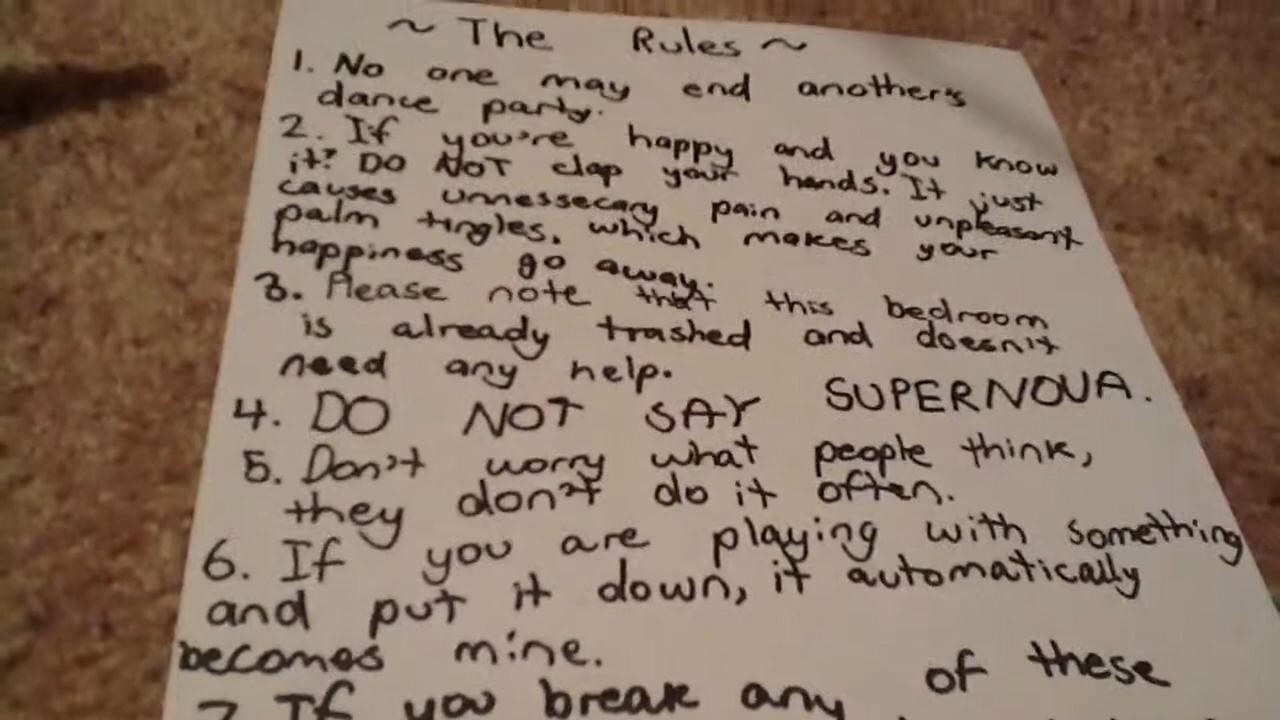 ~ The Rules ~
1. No one may end another's
dance party.
2. If you're happy and you know
it? DO NOT clap your hands. It just
causes unnessecary pain and unpleasant
palm tingles, which makes your
happiness go away.
3. Please note that this bedroom
is already trashed and doesn't
need any help.
4. DO NOT SAY SUPERNOVA.
5. Don't worry what people think,
they don't do it often.
6. If you are playing with something
and put it down, it automatically
becomes mine.
7. If you break any of these